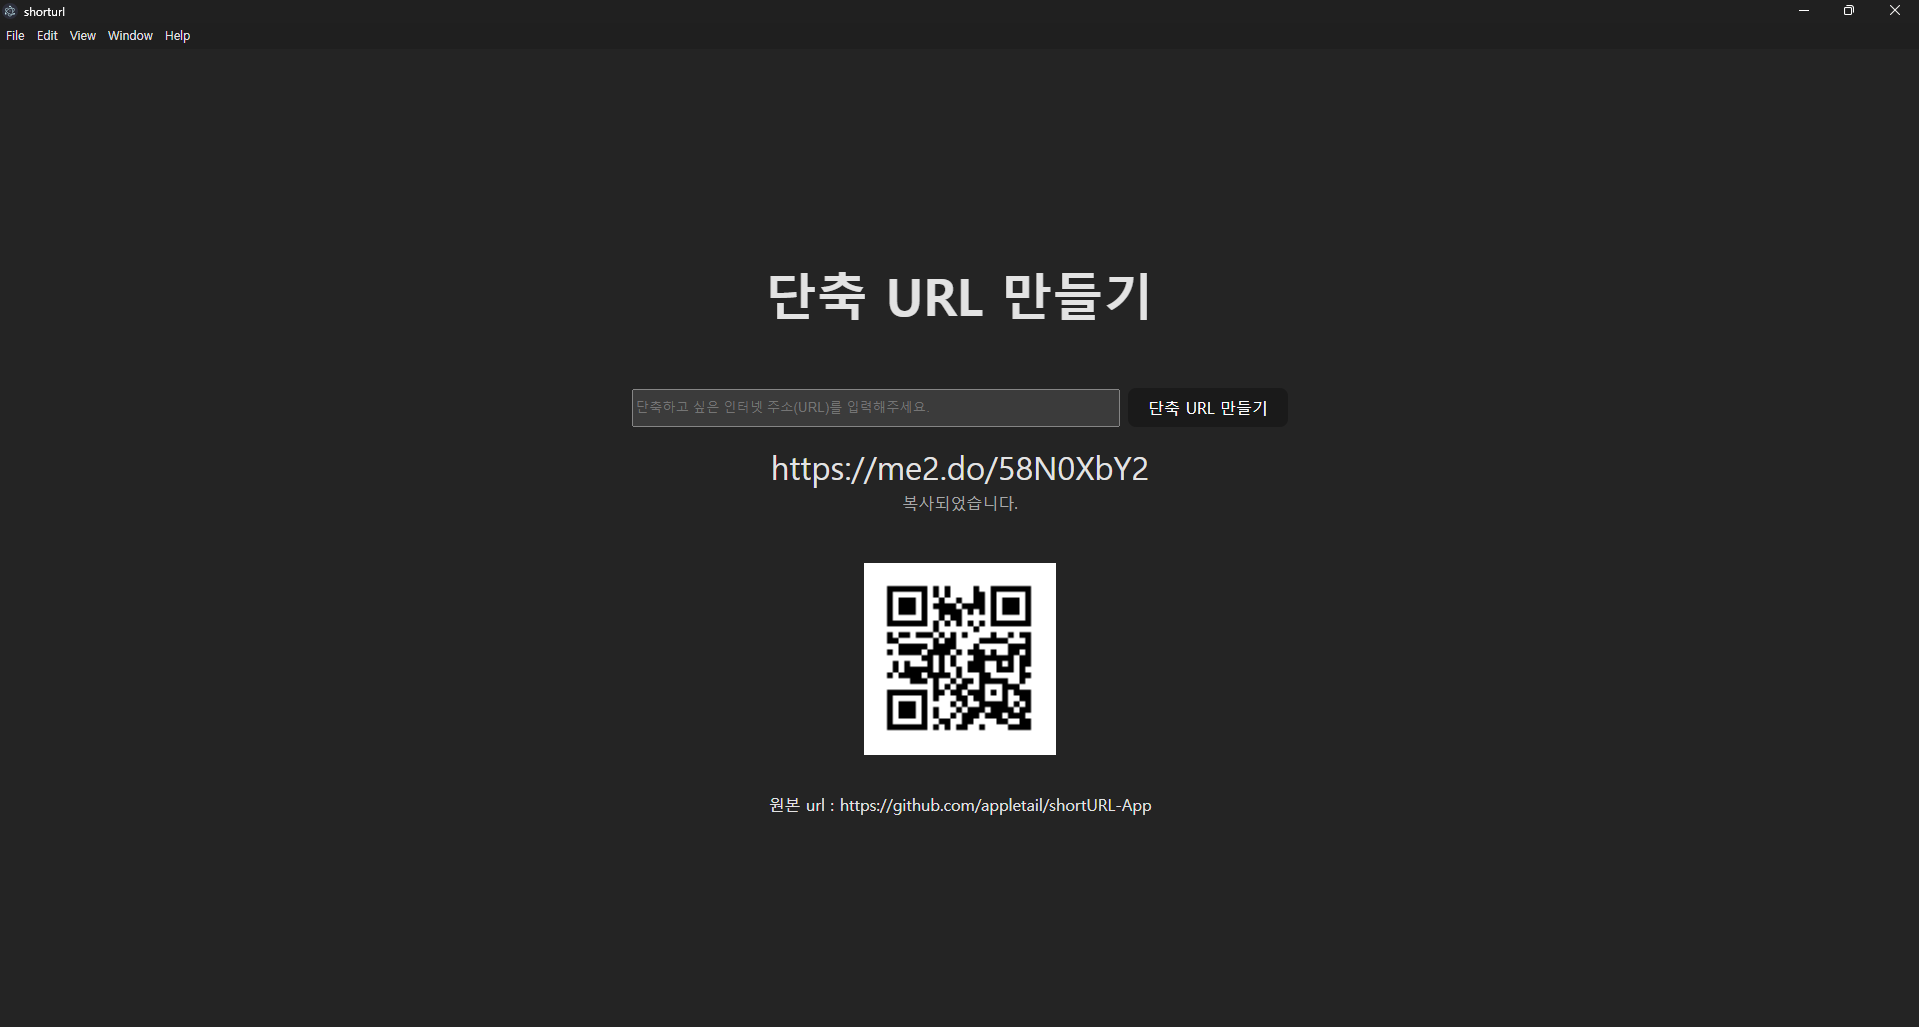 shorturl
File Edit View Window Help
단축 URL 만들기
단축하고 싶은 인터넷 주소(URL)를 입력해주세요.
단축 URL 만들기
https://me2.do/58N0XbY2
복사되었습니다.
원본 url : https://github.com/appletail/shortURL-App